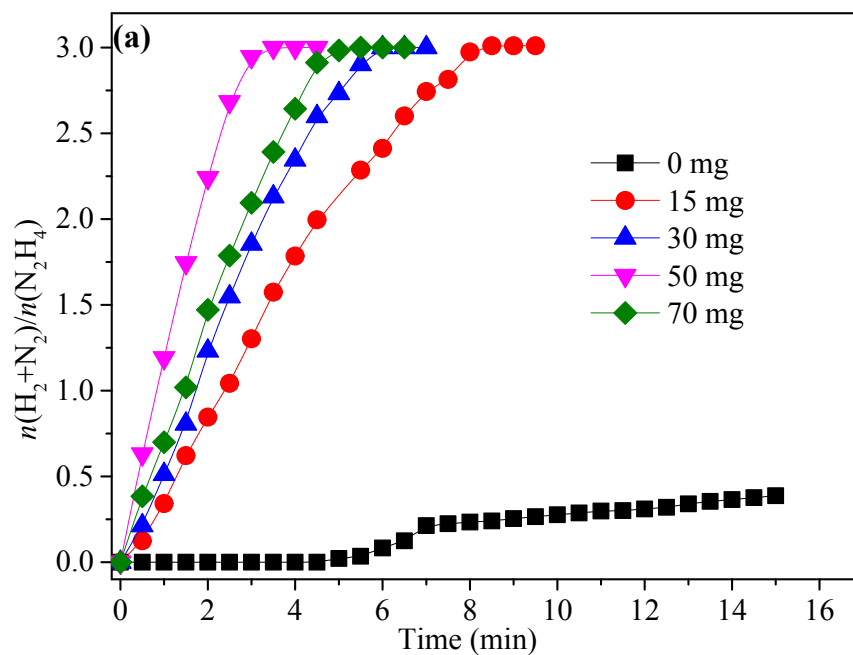 (a)
n(H₂+N₂)/n(N₂H₄)
3.0
2.5
2.0
1.5
1.0
0.5
0.0
0 mg
15 mg
30 mg
50 mg
70 mg
0 2 4 6 8 10 12 14 16
Time (min)